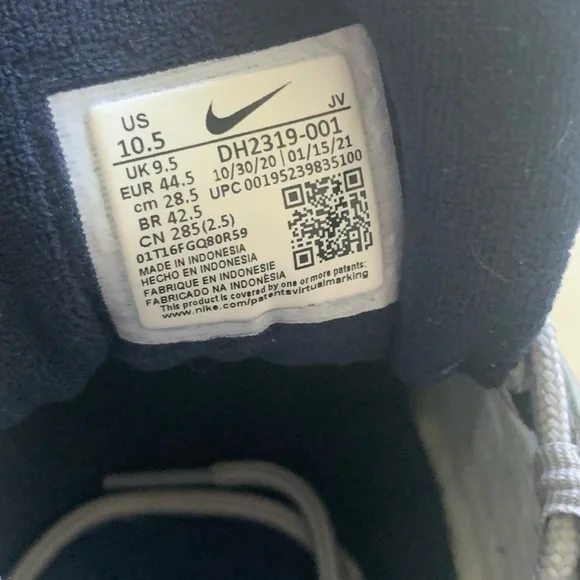 US
JV
10.5
DH2319-001
UK 9.5
10/30/20 01/15/21
EUR 44.5
UPC 00195239835100
cm 28.5
BR 42.5
CN 285(2.5)
01T16FGQ80R59
MADE IN INDONESIA
HECHO EN INDONESIA
FABRIQUE EN INDONESIE
FABRICADO NA INDONÉSIA
This product is covered by one or more patents:
www.nike.com/patentsvirtualmarking